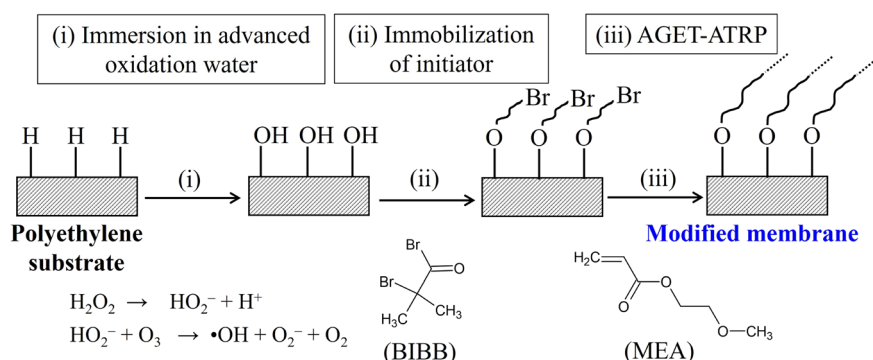 (i) Immersion in advanced
oxidation water
(ii) Immobilization
of initiator
(iii) AGET-ATRP
H H H
(i)
OH OH OH
(ii)
Br Br Br
O O O
(iii)
O O O
Polyethylene
substrate
Modified membrane
H₂O₂ → HO₂⁻ + H⁺
HO₂⁻ + O₃ → •OH + O₂⁻ + O₂
Br
O
Br
CH₃
H₃C
(BIBB)
H₂C
O
O
O
CH₃
(MEA)